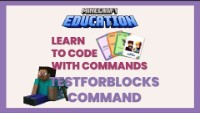 MINECRAFT
EDUCATION
LEARN
TO CODE
WITH COMMANDS
TESTFORBLOCKS
COMMAND